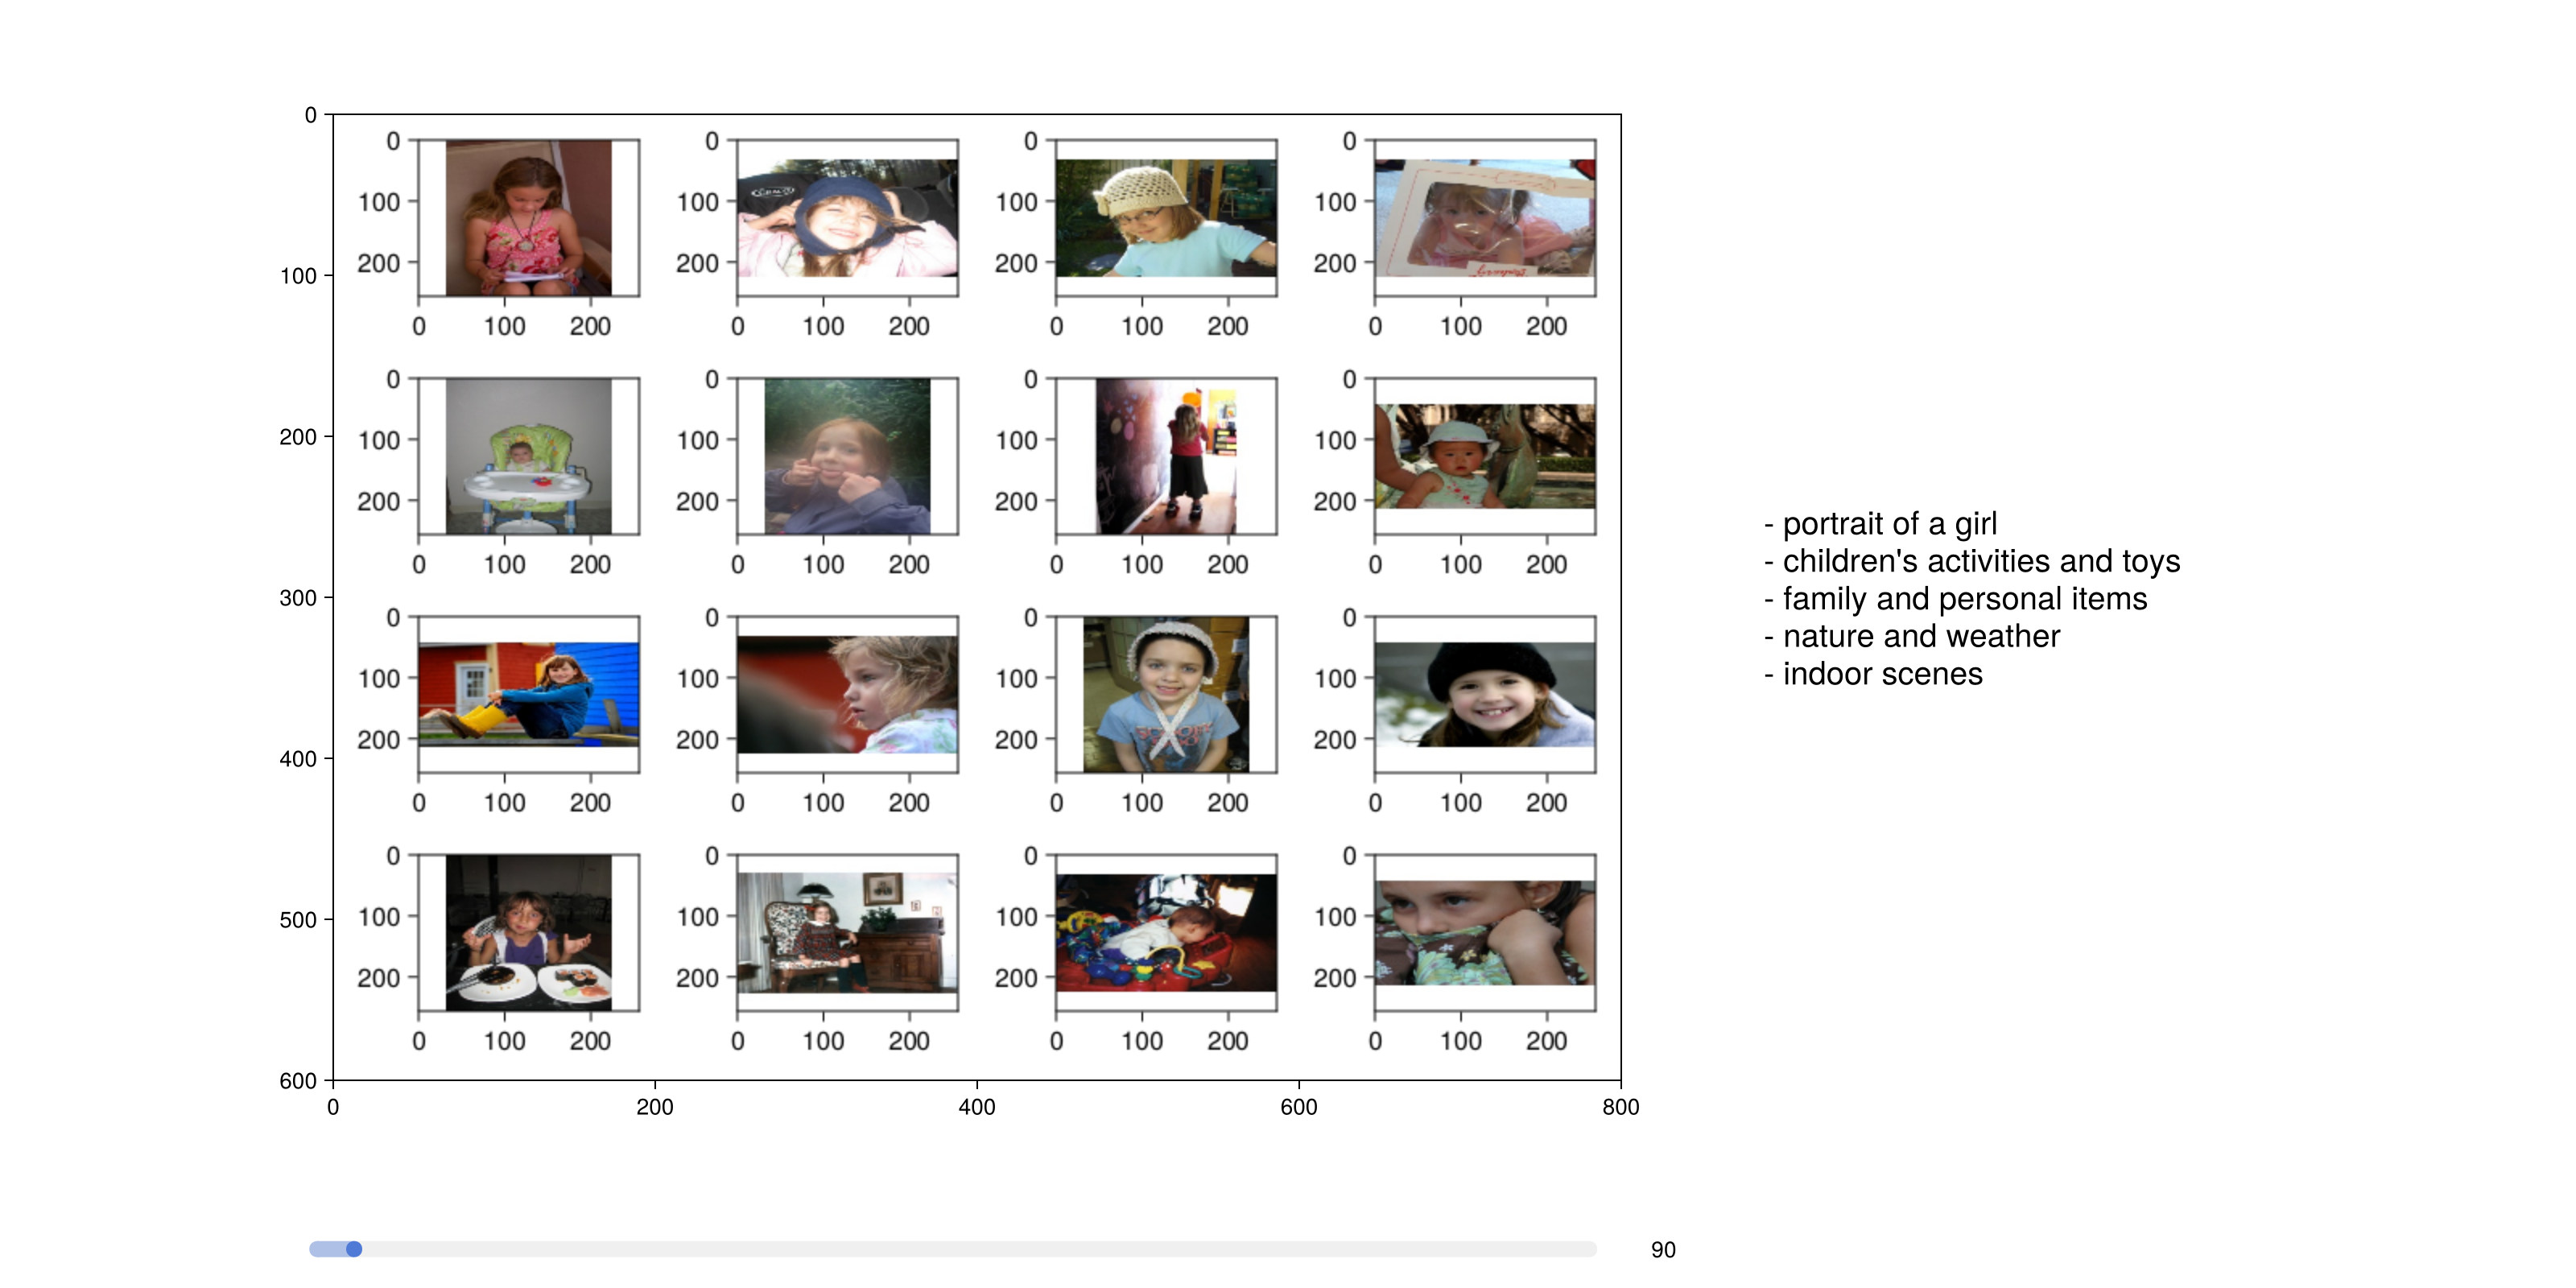 0
100
200
300
400
500
600
0 200 400 600 800
0 0 0 0
100 100 100 100
200 200 200 200
0 100 200 0 100 200 0 100 200 0 100 200
0 0 0 0
100 100 100 100
200 200 200 200
0 100 200 0 100 200 0 100 200 0 100 200
0 0 0 0
100 100 100 100
200 200 200 200
0 100 200 0 100 200 0 100 200 0 100 200
0 0 0 0
100 100 100 100
200 200 200 200
0 100 200 0 100 200 0 100 200 0 100 200
- portrait of a girl
- children's activities and toys
- family and personal items
- nature and weather
- indoor scenes
90